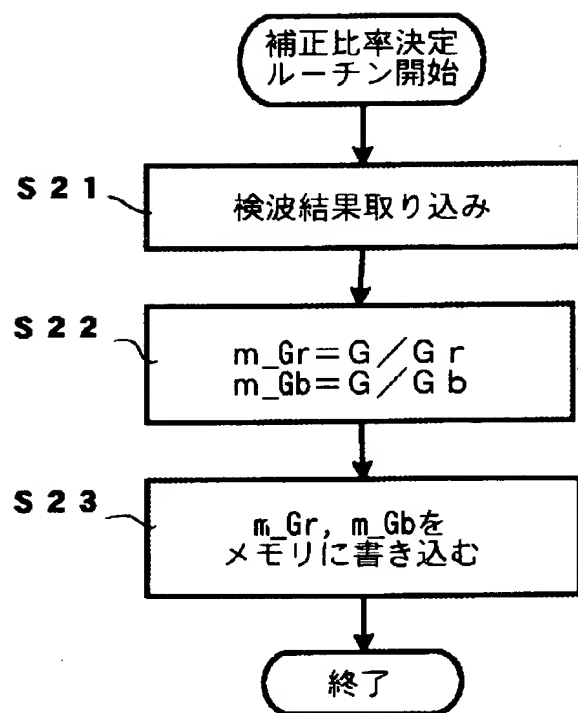 補正比率決定
ルーチン開始
S21
検波結果取り込み
S22
m_Gr=G/Gr
m_Gb=G/Gb
S23
m_Gr, m_Gbを
メモリに書き込む
終了